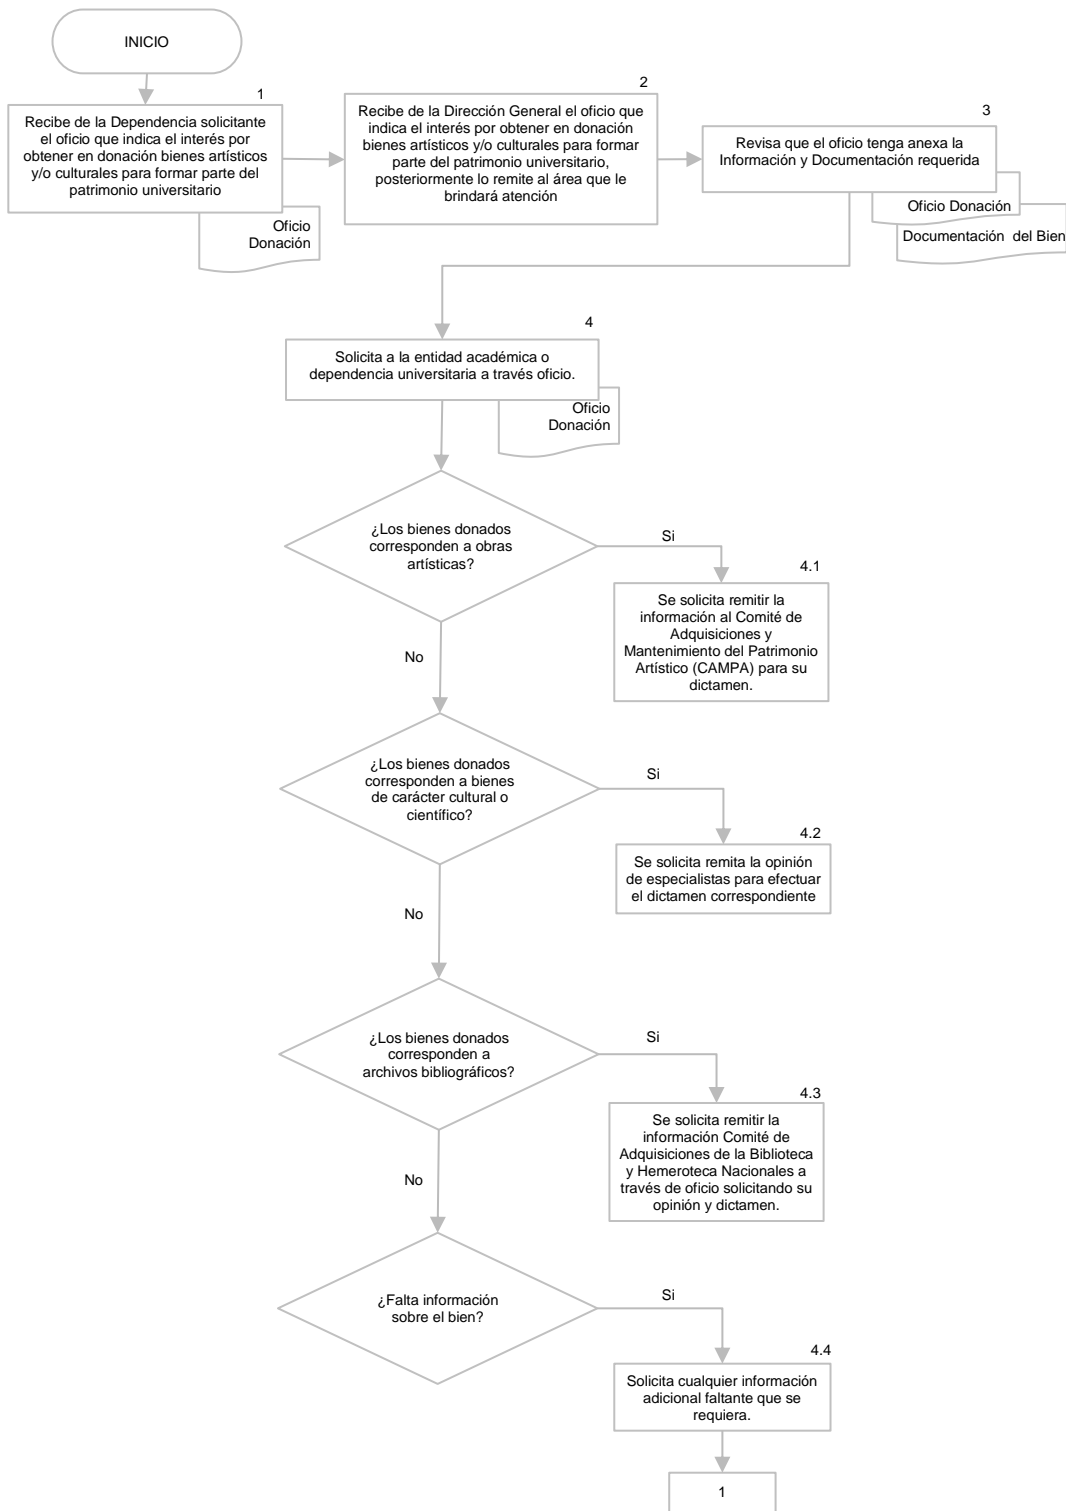 INICIO
1
Recibe de la Dependencia solicitante
el oficio que indica el interés por
obtener en donación bienes artísticos
y/o culturales para formar parte del
patrimonio universitario
Oficio
Donación
2
Recibe de la Dirección General el oficio que
indica el interés por obtener en donación
bienes artísticos y/o culturales para formar
parte del patrimonio universitario,
posteriormente lo remite al área que le
brindará atención
3
Revisa que el oficio tenga anexa la
Información y Documentación requerida
Oficio Donación
Documentación del Bien
4
Solicita a la entidad académica o
dependencia universitaria a través oficio.
Oficio
Donación
¿Los bienes donados
corresponden a obras
artísticas?
Si
4.1
Se solicita remitir la
información al Comité de
Adquisiciones y
Mantenimiento del Patrimonio
Artístico (CAMPA) para su
dictamen.
No
¿Los bienes donados
corresponden a bienes
de carácter cultural o
científico?
Si
4.2
Se solicita remita la opinión
de especialistas para efectuar
el dictamen correspondiente
No
¿Los bienes donados
corresponden a
archivos bibliográficos?
Si
4.3
Se solicita remitir la
información Comité de
Adquisiciones de la Biblioteca
y Hemeroteca Nacionales a
través de oficio solicitando su
opinión y dictamen.
No
¿Falta información
sobre el bien?
Si
4.4
Solicita cualquier información
adicional faltante que se
requiera.
1